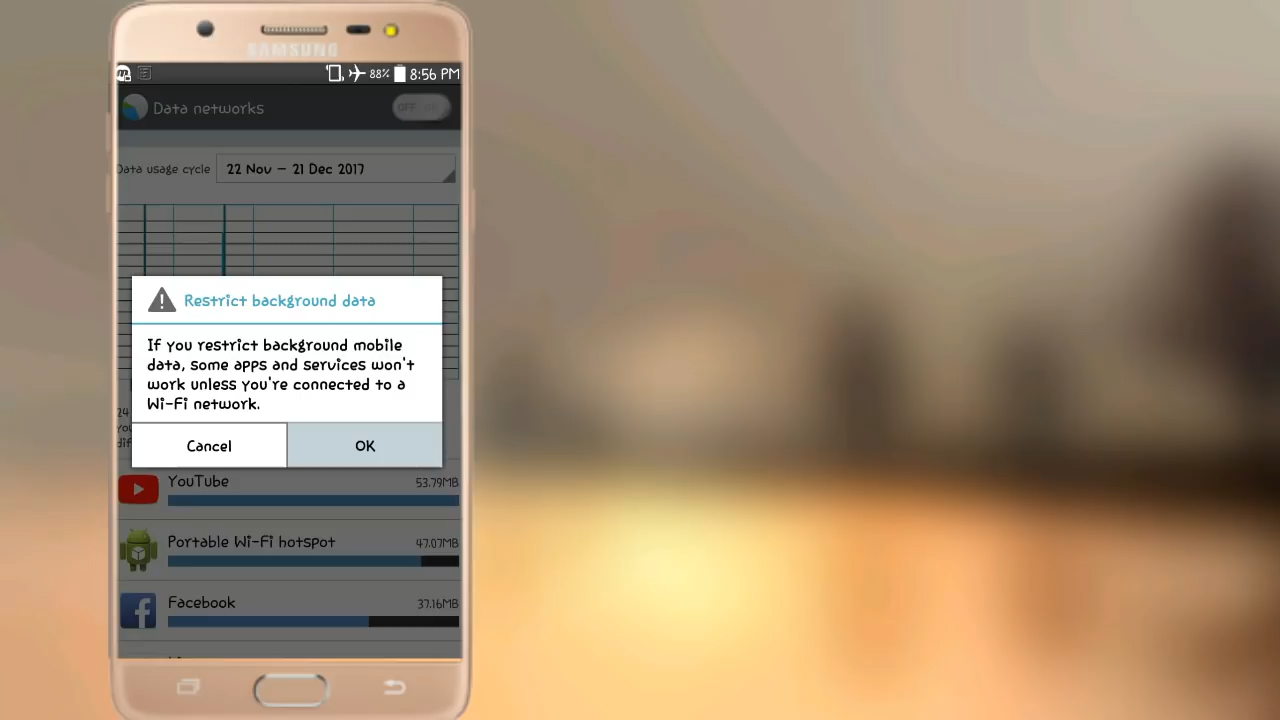 SAMSUNG
88% 8:56 PM
Data networks
OFF
Data usage cycle 22 Nov – 21 Dec 2017
Restrict background data
If you restrict background mobile
data, some apps and services won't
work unless you're connected to a
Wi-Fi network.
24
Cancel OK
YouTube 53.79MB
Portable Wi-Fi hotspot 47.07MB
Facebook 37.16MB